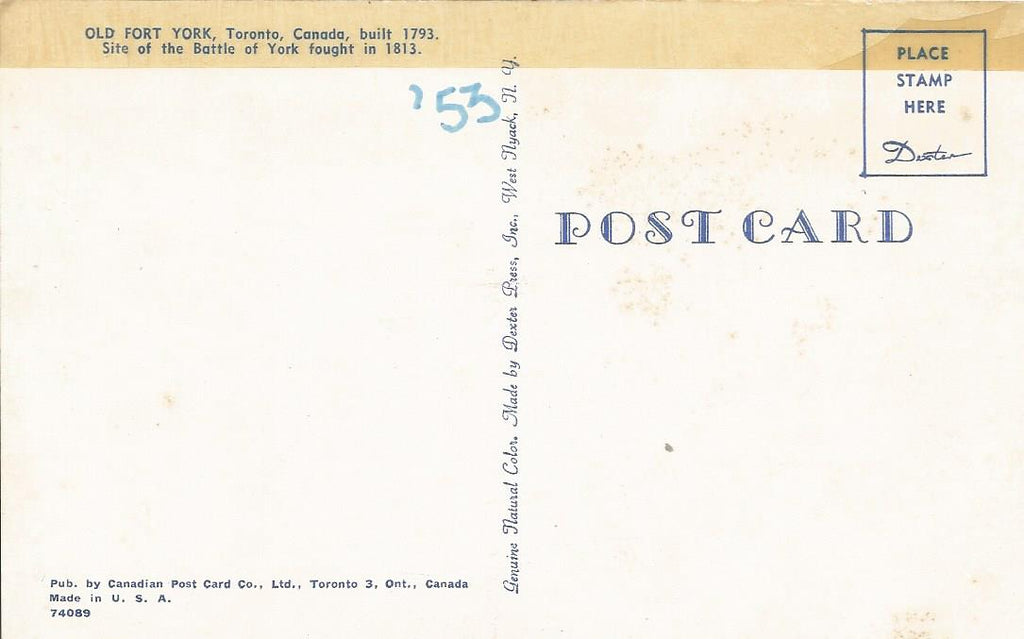 OLD FORT YORK, Toronto, Canada, built 1793.
Site of the Battle of York fought in 1813.
'53
Genuine Natural Color. Made by Dexter Press, Inc., West Nyack, N. Y.
PLACE
STAMP
HERE
Dexter
POST CARD
Pub. by Canadian Post Card Co., Ltd., Toronto 3, Ont., Canada
Made in U. S. A.
74089